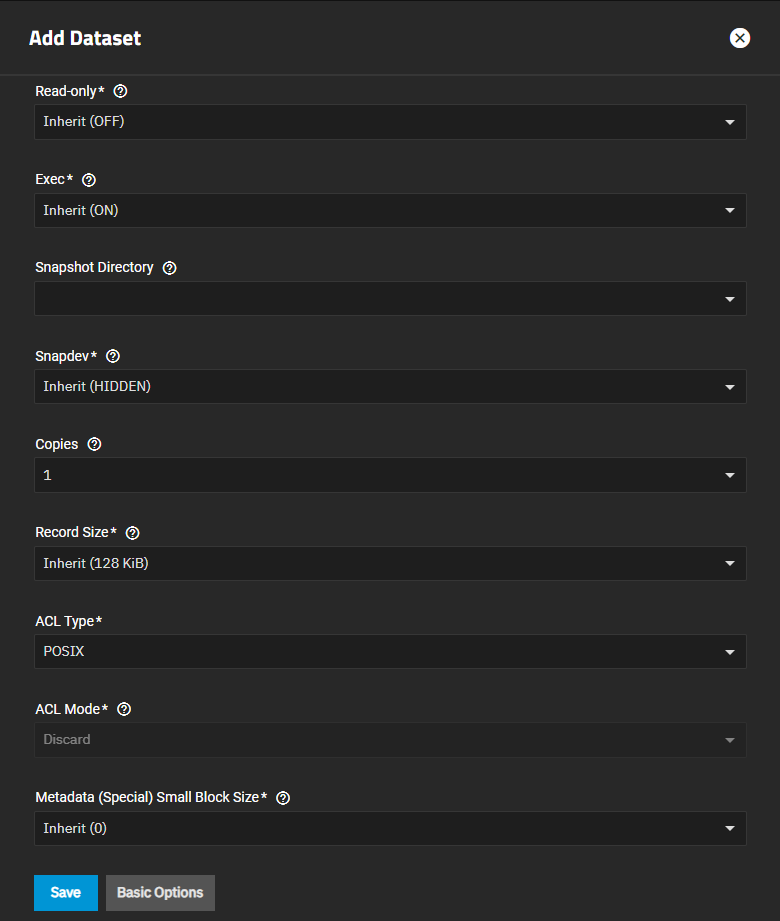 Add Dataset
Read-only*
Inherit (OFF)
Exec*
Inherit (ON)
Snapshot Directory
Snapdev*
Inherit (HIDDEN)
Copies
1
Record Size*
Inherit (128 KiB)
ACL Type*
POSIX
ACL Mode*
Discard
Metadata (Special) Small Block Size*
Inherit (0)
Save Basic Options